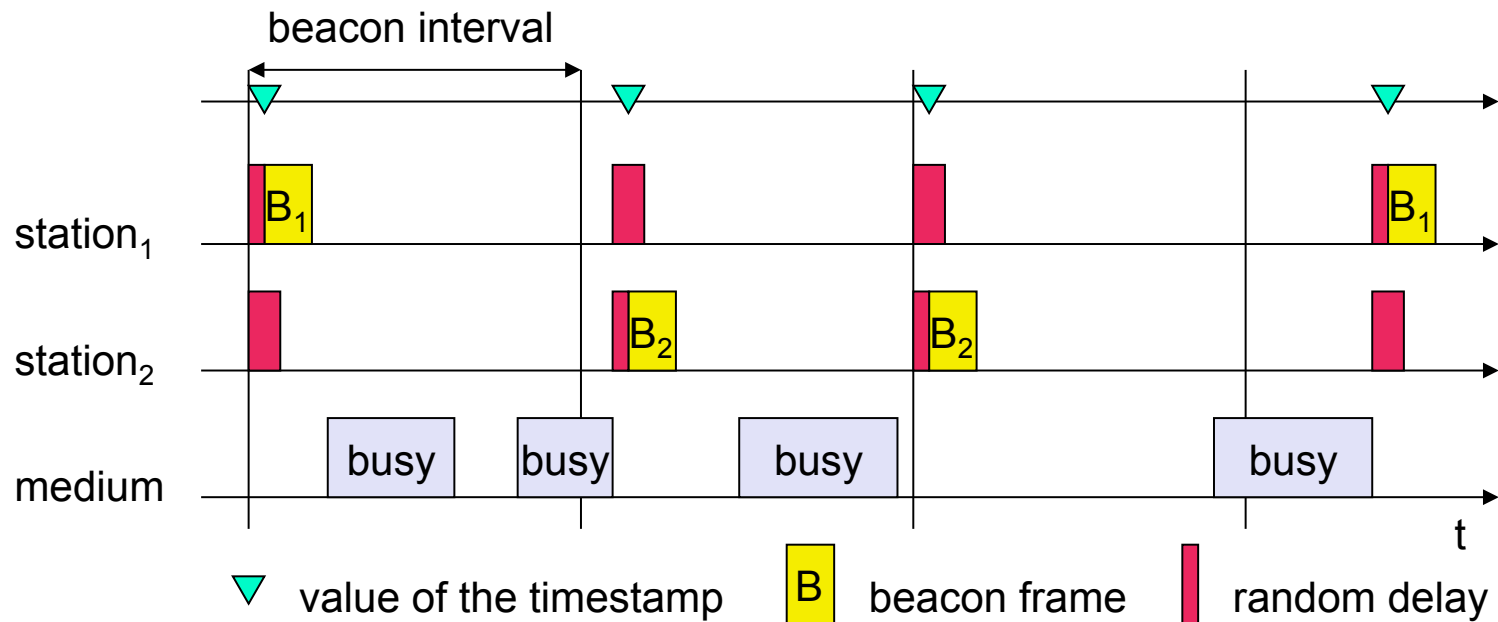 beacon interval
B₁ B₁
station₁
B₂ B₂
station₂
busy busy busy busy
medium
t
value of the timestamp B beacon frame random delay